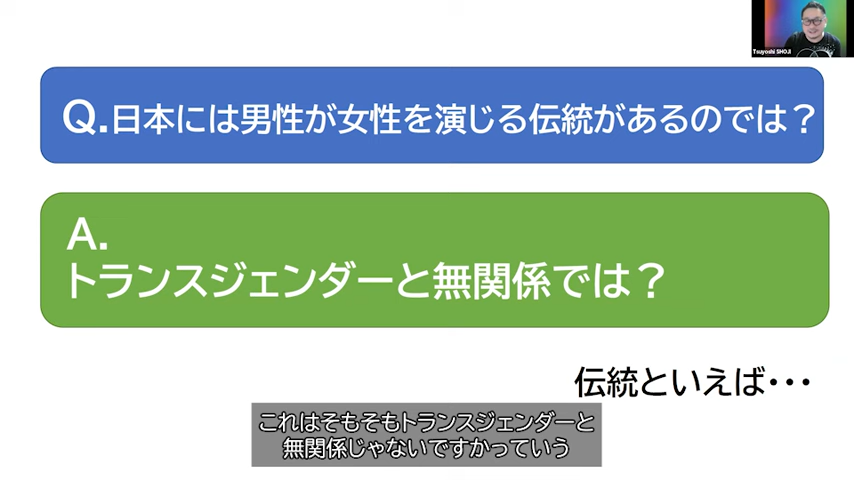 Tsuyoshi SHOJI
Q.日本には男性が女性を演じる伝統があるのでは？
A.
トランスジェンダーと無関係では？
伝統といえば･･･
これはそもそもトランスジェンダーと
無関係じゃないですかっていう